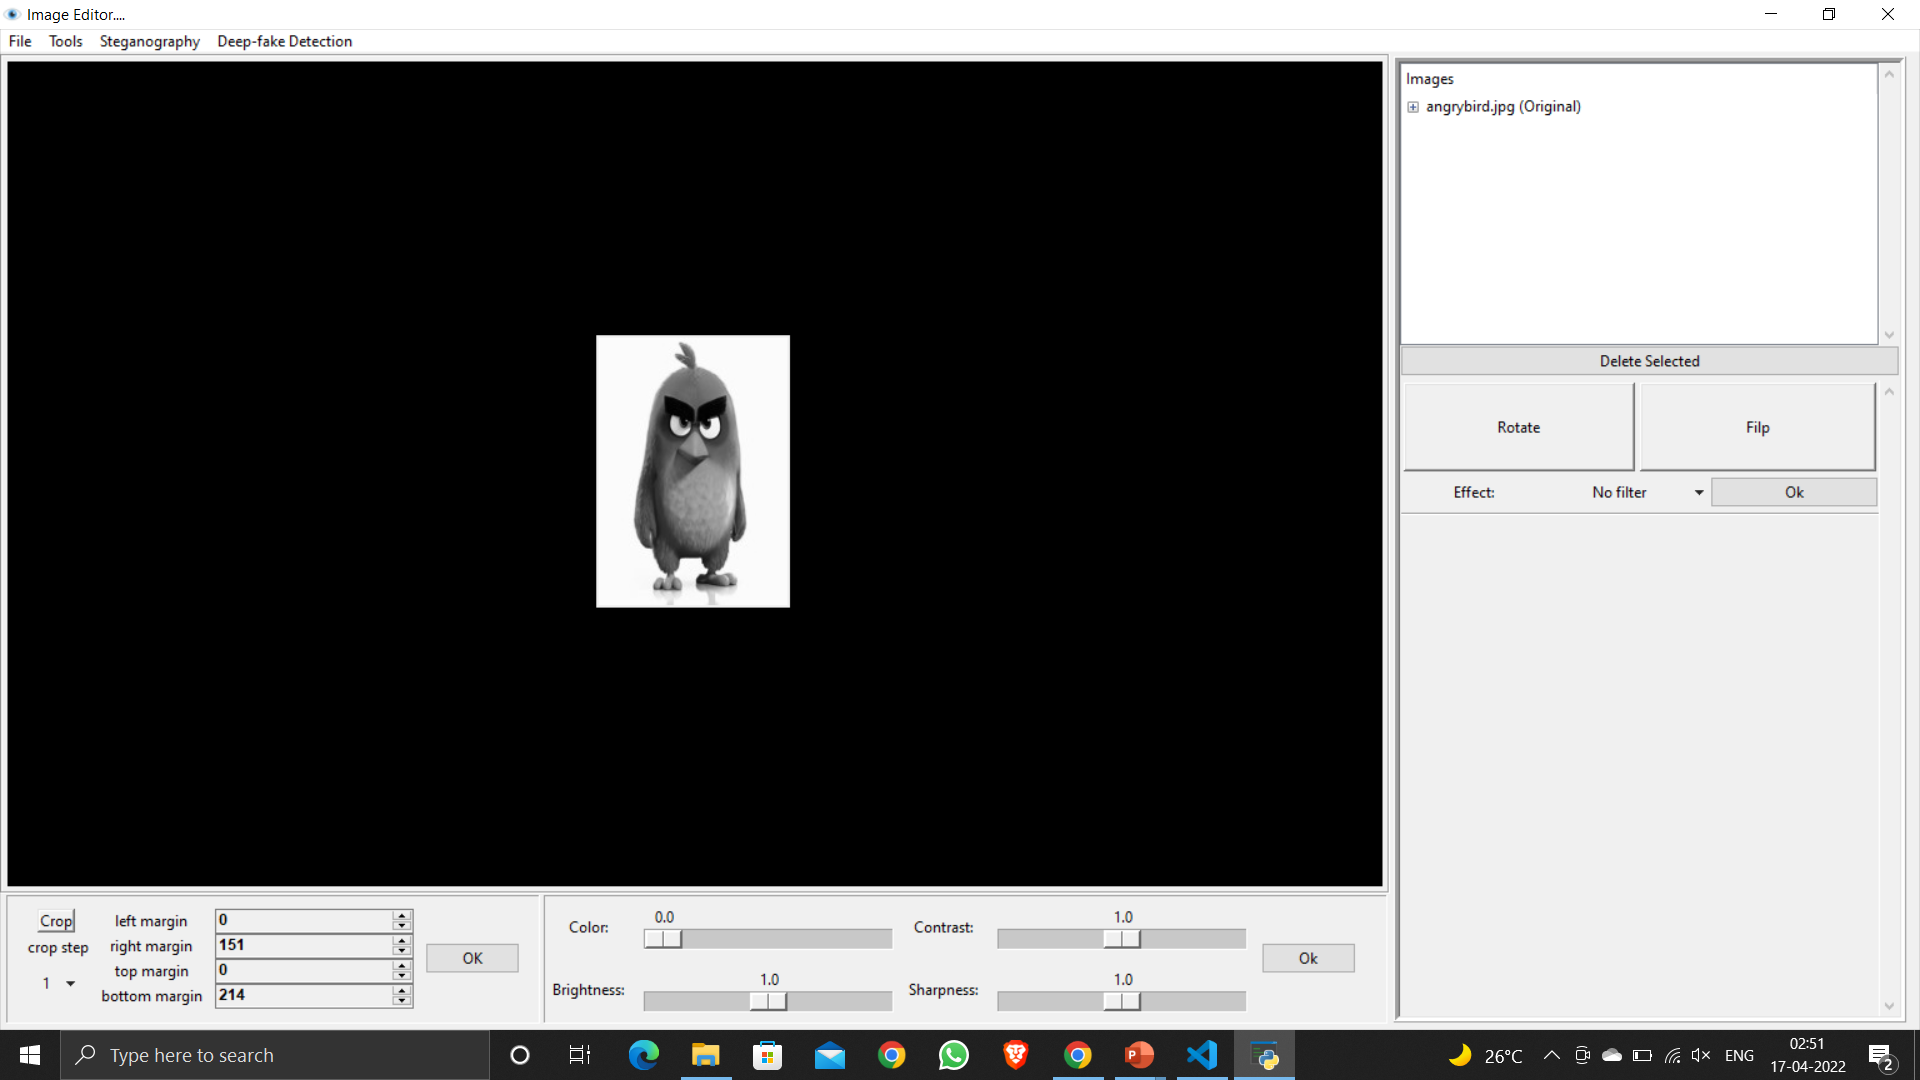 Image Editor....
File Tools Steganography Deep-fake Detection
Images
angrybird.jpg (Original)
Delete Selected
Rotate Filp
Effect: No filter Ok
Crop left margin 0
crop step right margin 151
OK
1 top margin 0
bottom margin 214
Color: 0.0 Contrast: 1.0
Ok
Brightness: 1.0 Sharpness: 1.0
Type here to search
P
26°C ENG 02:51
17-04-2022 2